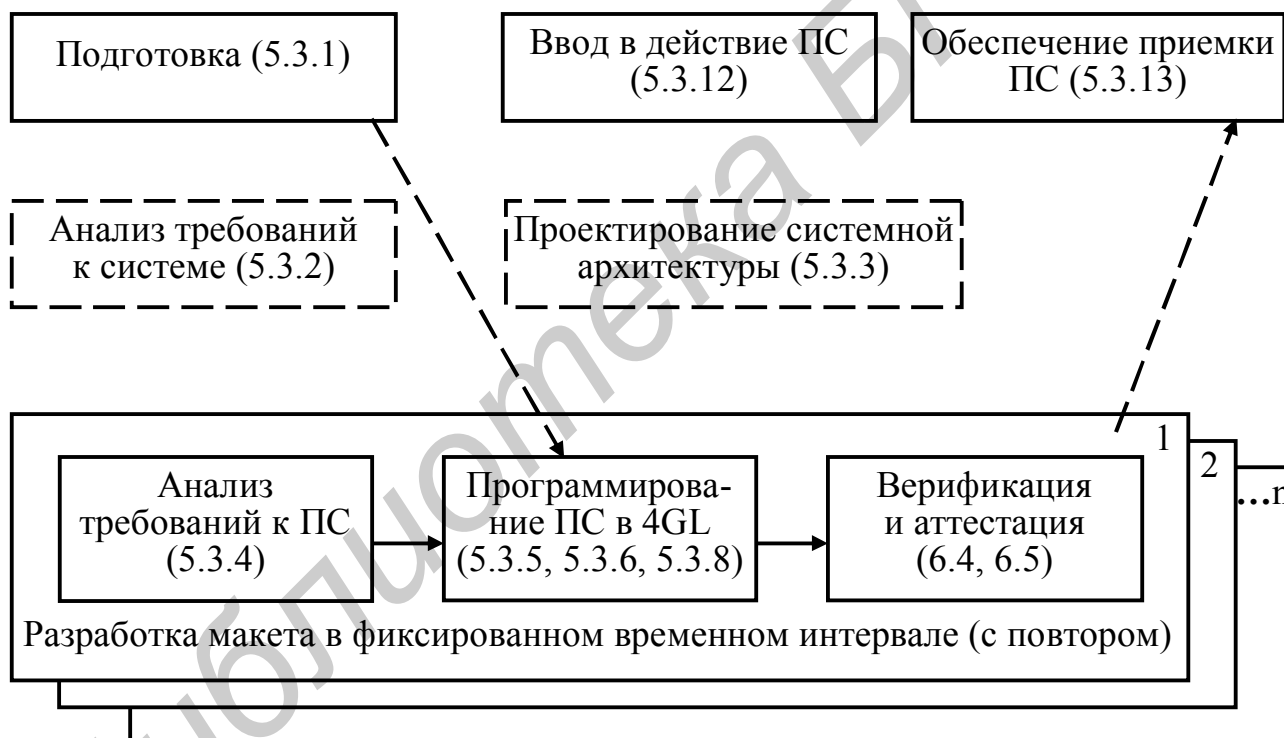 Подготовка (5.3.1)
Ввод в действие ПС
(5.3.12)
Обеспечение приемки
ПС (5.3.13)
Анализ требований
к системе (5.3.2)
Проектирование системной
архитектуры (5.3.3)
1
2
...n
Анализ
требований к ПС
(5.3.4)
Программирова-
ние ПС в 4GL
(5.3.5, 5.3.6, 5.3.8)
Верификация
и аттестация
(6.4, 6.5)
Разработка макета в фиксированном временном интервале (с повтором)